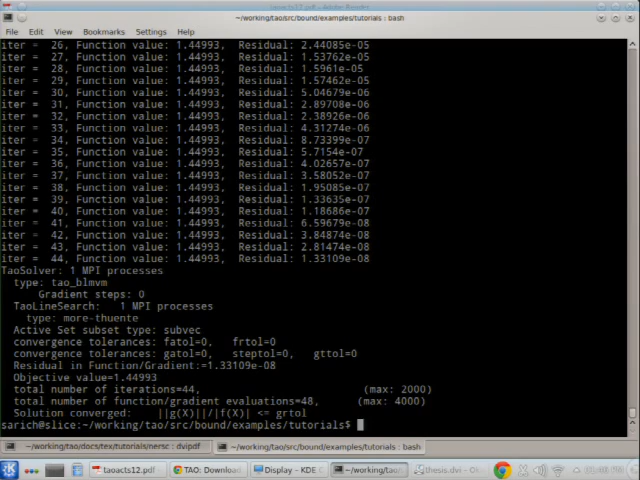 taoacts12.pdf - Adobe Reader
~/working/tao/src/bound/examples/tutorials : bash
File Edit View Bookmarks Settings Help
iter = 26, Function value: 1.44993, Residual: 2.44085e-05
iter = 27, Function value: 1.44993, Residual: 1.53762e-05
iter = 28, Function value: 1.44993, Residual: 1.5961e-05
iter = 29, Function value: 1.44993, Residual: 1.57462e-05
iter = 30, Function value: 1.44993, Residual: 5.04679e-06
iter = 31, Function value: 1.44993, Residual: 2.89708e-06
iter = 32, Function value: 1.44993, Residual: 2.38926e-06
iter = 33, Function value: 1.44993, Residual: 4.31274e-06
iter = 34, Function value: 1.44993, Residual: 8.73399e-07
iter = 35, Function value: 1.44993, Residual: 5.7154e-07
iter = 36, Function value: 1.44993, Residual: 4.02657e-07
iter = 37, Function value: 1.44993, Residual: 3.58052e-07
iter = 38, Function value: 1.44993, Residual: 1.95085e-07
iter = 39, Function value: 1.44993, Residual: 1.33635e-07
iter = 40, Function value: 1.44993, Residual: 1.18686e-07
iter = 41, Function value: 1.44993, Residual: 6.59679e-08
iter = 42, Function value: 1.44993, Residual: 3.84874e-08
iter = 43, Function value: 1.44993, Residual: 2.81474e-08
iter = 44, Function value: 1.44993, Residual: 1.33109e-08
TaoSolver: 1 MPI processes
type: tao_blmvm
Gradient steps: 0
TaoLineSearch: 1 MPI processes
type: more-thuente
Active Set subset type: subvec
convergence tolerances: fatol=0, frtol=0
convergence tolerances: gatol=0, steptol=0, gttol=0
Residual in Function/Gradient:=1.33109e-08
Objective value=1.44993
total number of iterations=44, (max: 2000)
total number of function/gradient evaluations=48, (max: 4000)
Solution converged: ||g(X)||/|f(X)| <= grtol
sarich@slice:~/working/tao/src/bound/examples/tutorials$
~/working/tao/docs/tex/tutorials/nersc : dvipdf
~/working/tao/src/bound/examples/tutorials : bash
taoacts12.pdf
TAO: Download
Display – KDE C
~/working/tao/
thesis.dvi – Ok